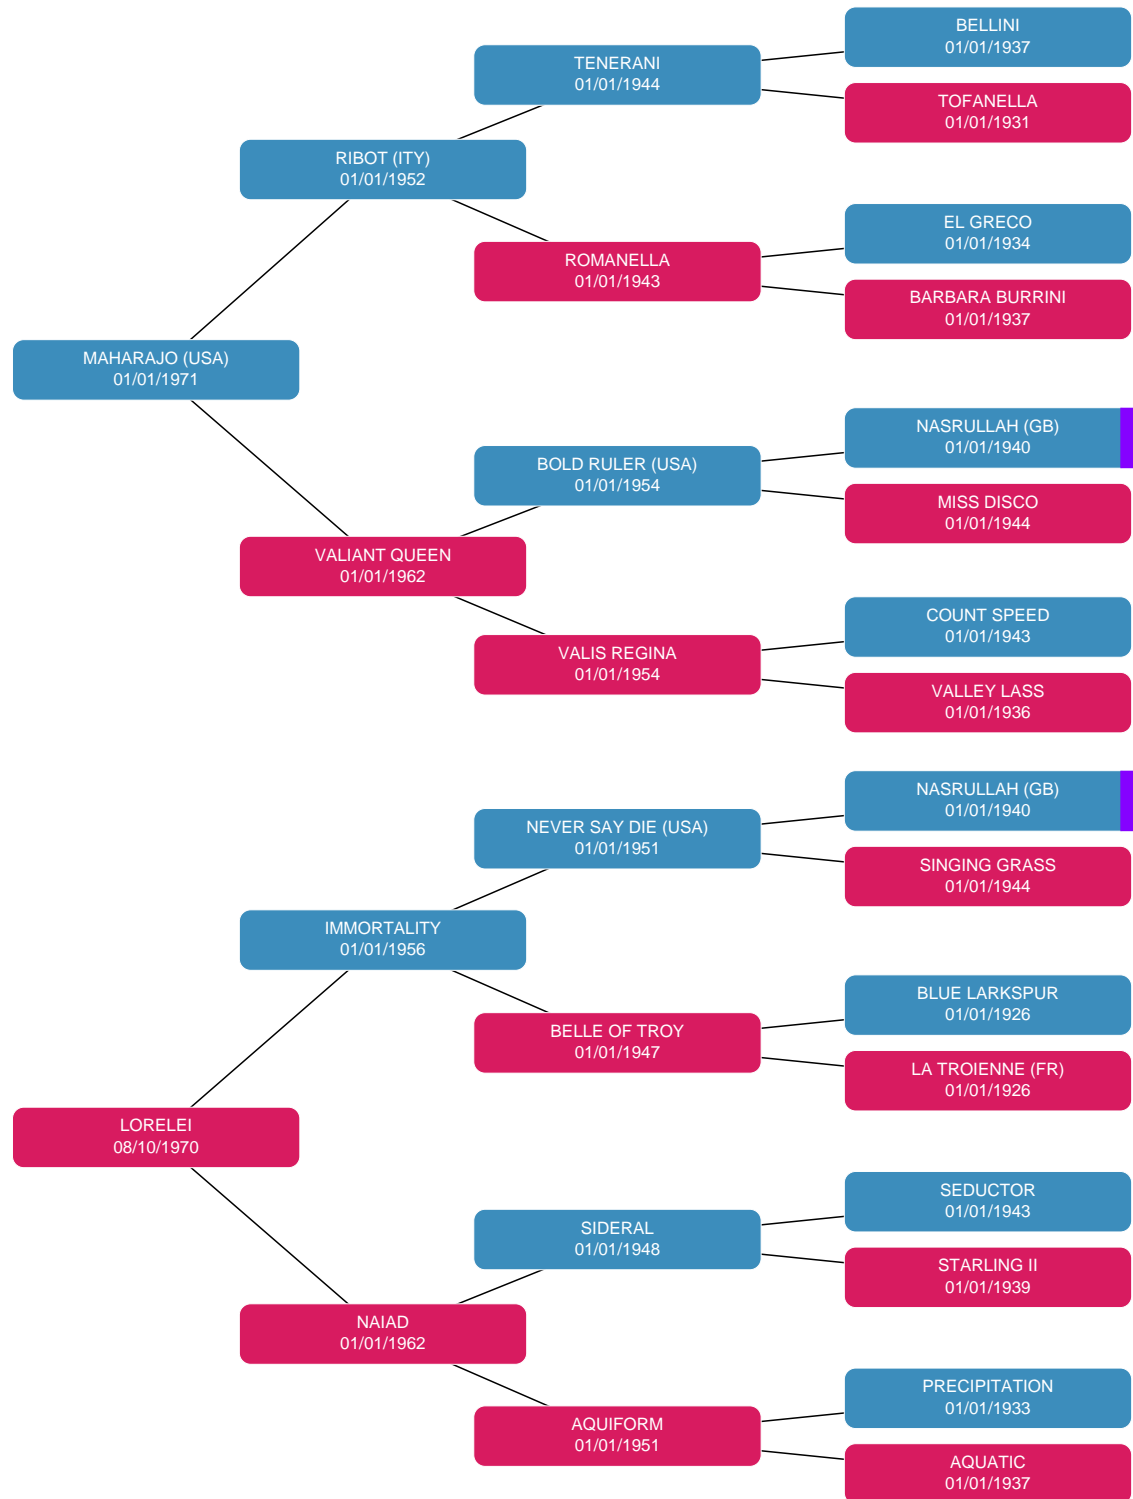 BELLINI
01/01/1937
TENERANI
01/01/1944
TOFANELLA
01/01/1931
RIBOT (ITY)
01/01/1952
EL GRECO
01/01/1934
ROMANELLA
01/01/1943
BARBARA BURRINI
01/01/1937
MAHARAJO (USA)
01/01/1971
NASRULLAH (GB)
01/01/1940
BOLD RULER (USA)
01/01/1954
MISS DISCO
01/01/1944
VALIANT QUEEN
01/01/1962
COUNT SPEED
01/01/1943
VALIS REGINA
01/01/1954
VALLEY LASS
01/01/1936
NASRULLAH (GB)
01/01/1940
NEVER SAY DIE (USA)
01/01/1951
SINGING GRASS
01/01/1944
IMMORTALITY
01/01/1956
BLUE LARKSPUR
01/01/1926
BELLE OF TROY
01/01/1947
LA TROIENNE (FR)
01/01/1926
LORELEI
08/10/1970
SEDUCTOR
01/01/1943
SIDERAL
01/01/1948
STARLING II
01/01/1939
NAIAD
01/01/1962
PRECIPITATION
01/01/1933
AQUIFORM
01/01/1951
AQUATIC
01/01/1937